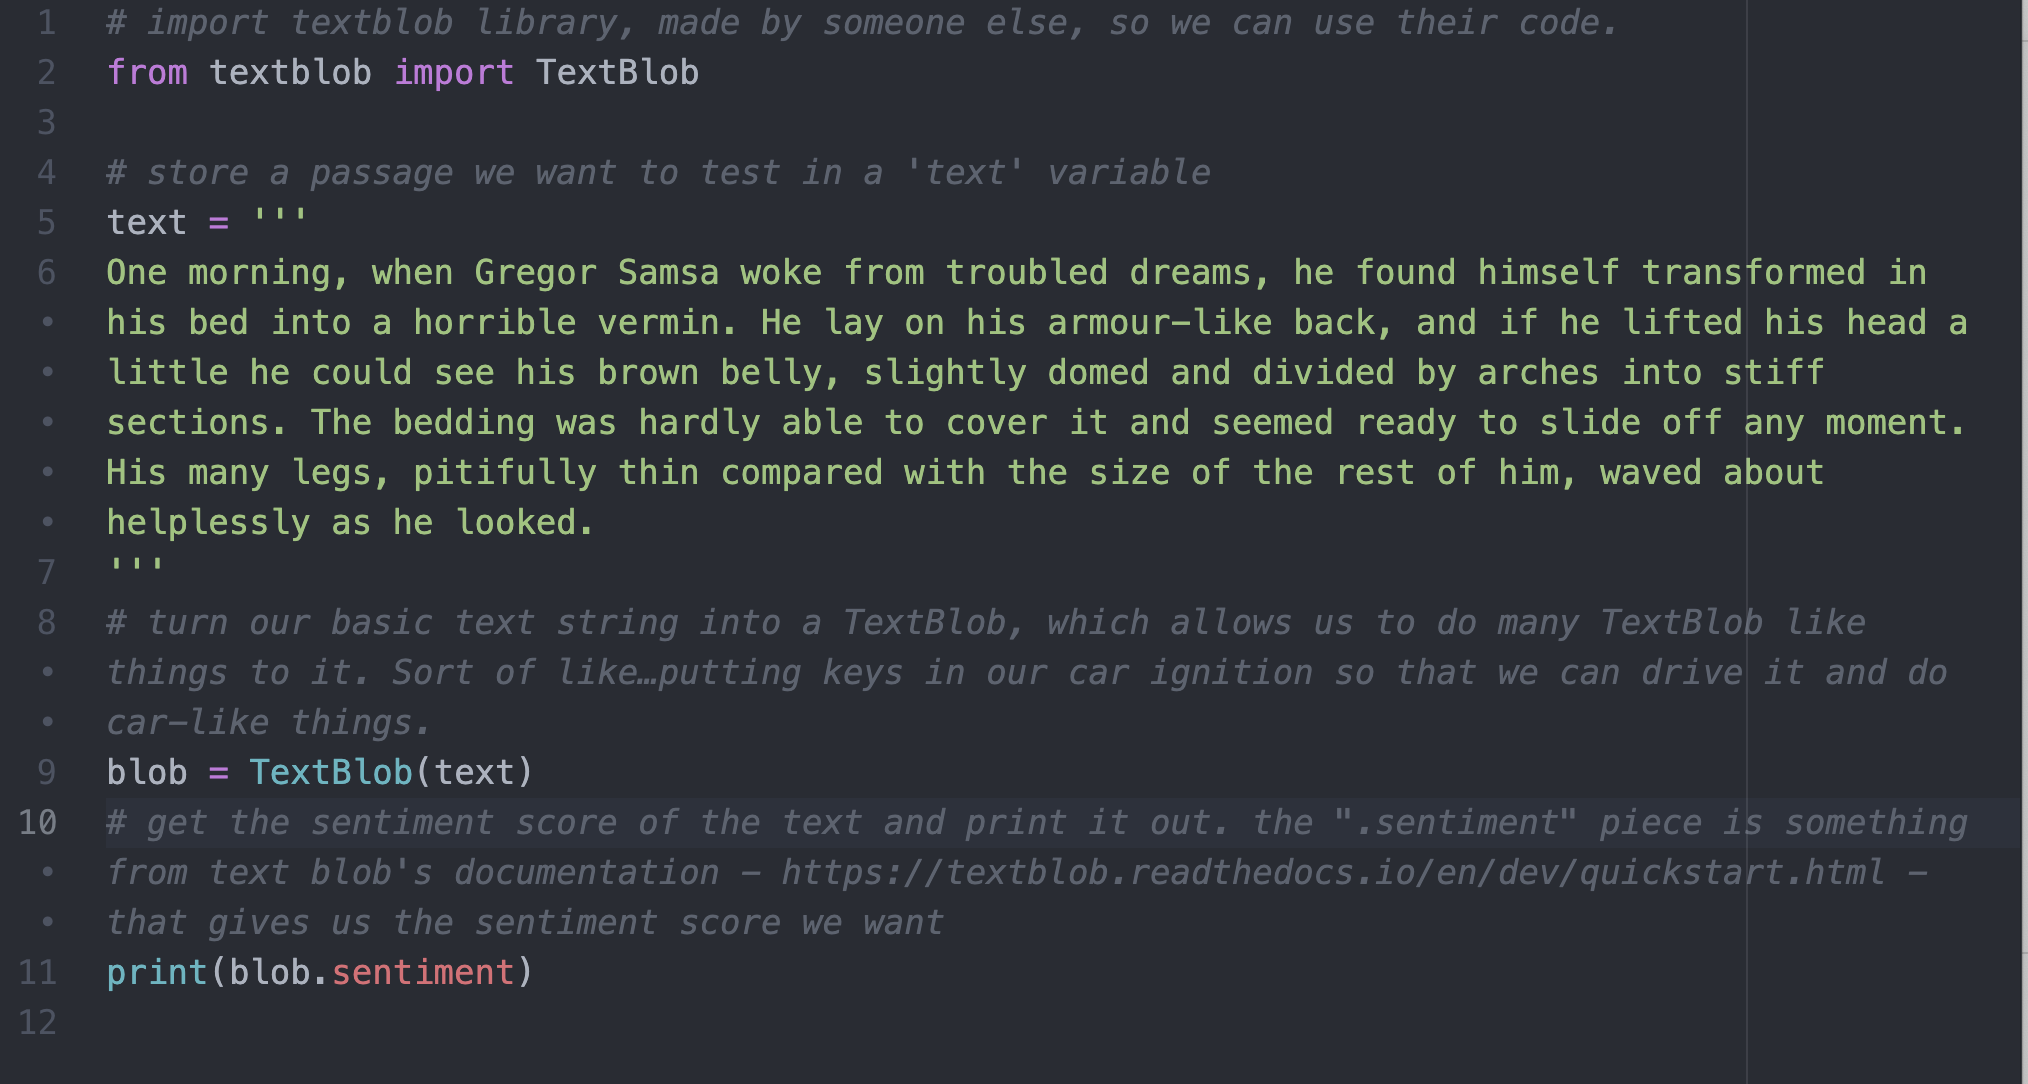 1 # import textblob library, made by someone else, so we can use their code.
2 from textblob import TextBlob
3
4 # store a passage we want to test in a 'text' variable
5 text = '''
6 One morning, when Gregor Samsa woke from troubled dreams, he found himself transformed in
• his bed into a horrible vermin. He lay on his armour-like back, and if he lifted his head a
• little he could see his brown belly, slightly domed and divided by arches into stiff
• sections. The bedding was hardly able to cover it and seemed ready to slide off any moment.
• His many legs, pitifully thin compared with the size of the rest of him, waved about
• helplessly as he looked.
7 '''
8 # turn our basic text string into a TextBlob, which allows us to do many TextBlob like
• things to it. Sort of like…putting keys in our car ignition so that we can drive it and do
• car-like things.
9 blob = TextBlob(text)
10 # get the sentiment score of the text and print it out. the ".sentiment" piece is something
• from text blob's documentation - https://textblob.readthedocs.io/en/dev/quickstart.html -
• that gives us the sentiment score we want
11 print(blob.sentiment)
12